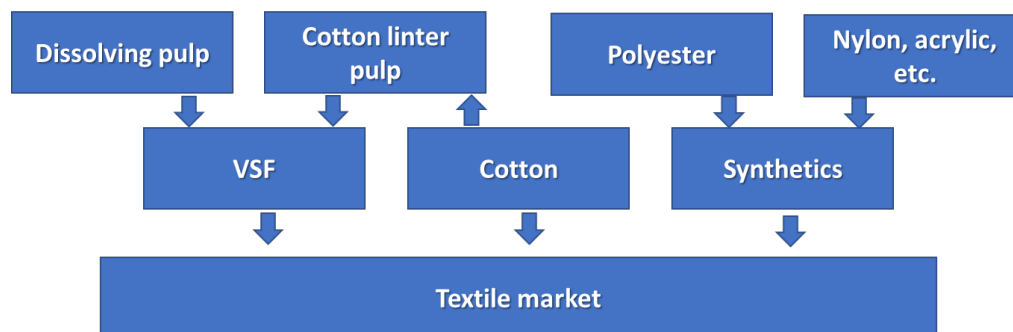 Dissolving pulp
Cotton linter
pulp
Polyester
Nylon, acrylic,
etc.
VSF
Cotton
Synthetics
Textile market